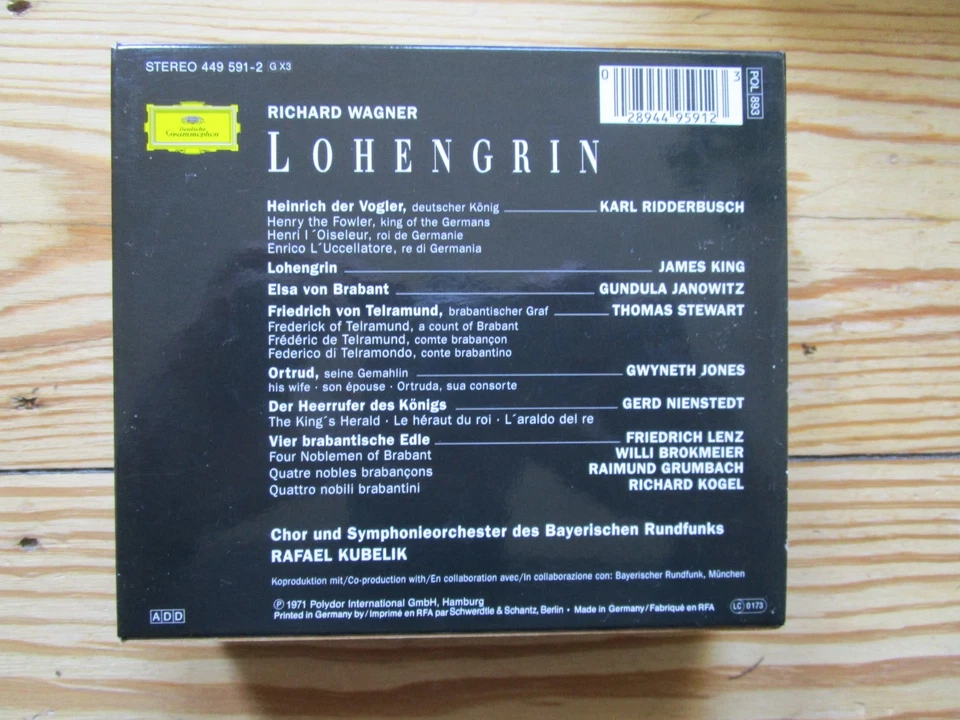 STEREO 449 591-2 G X3
0 28944 95912 3
POL 893
Deutsche
Grammophon
RICHARD WAGNER
LOHENGRIN
Heinrich der Vogler, deutscher König KARL RIDDERBUSCH
Henry the Fowler, king of the Germans
Henri l´Oiseleur, roi de Germanie
Enrico L´Uccellatore, re di Germania
Lohengrin JAMES KING
Elsa von Brabant GUNDULA JANOWITZ
Friedrich von Telramund, brabantischer Graf THOMAS STEWART
Frederick of Telramund, a count of Brabant
Frédéric de Telramund, comte brabançon
Federico di Telramondo, conte brabantino
Ortrud, seine Gemahlin GWYNETH JONES
his wife · son épouse · Ortruda, sua consorte
Der Heerrufer des Königs GERD NIENSTEDT
The King´s Herald · Le héraut du roi · L´araldo del re
Vier brabantische Edle FRIEDRICH LENZ
Four Noblemen of Brabant WILLI BROKMEIER
Quatre nobles brabançons RAIMUND GRUMBACH
Quattro nobili brabantini RICHARD KOGEL
Chor und Symphonieorchester des Bayerischen Rundfunks
RAFAEL KUBELIK
Koproduktion mit/Co-production with/En collaboration avec/In collaborazione con: Bayerischer Rundfunk, München
℗ 1971 Polydor International GmbH, Hamburg
Printed in Germany by/Imprimé en RFA par Schwerdtle & Schantz, Berlin • Made in Germany/Fabriqué en RFA
LC 0173
ADD